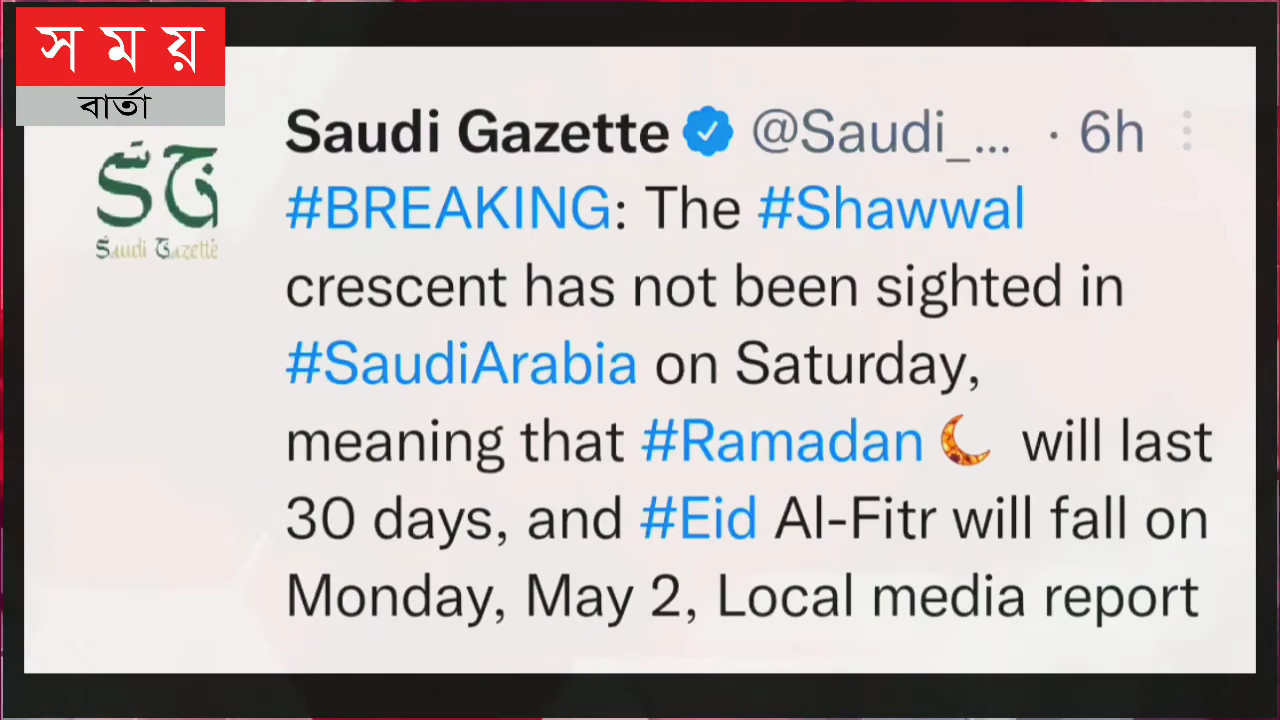 সময়
বার্তা
Saudi Gazette @Saudi_... · 6h
Saudi Gazette
#BREAKING: The #Shawwal
crescent has not been sighted in
#SaudiArabia on Saturday,
meaning that #Ramadan will last
30 days, and #Eid Al-Fitr will fall on
Monday, May 2, Local media report